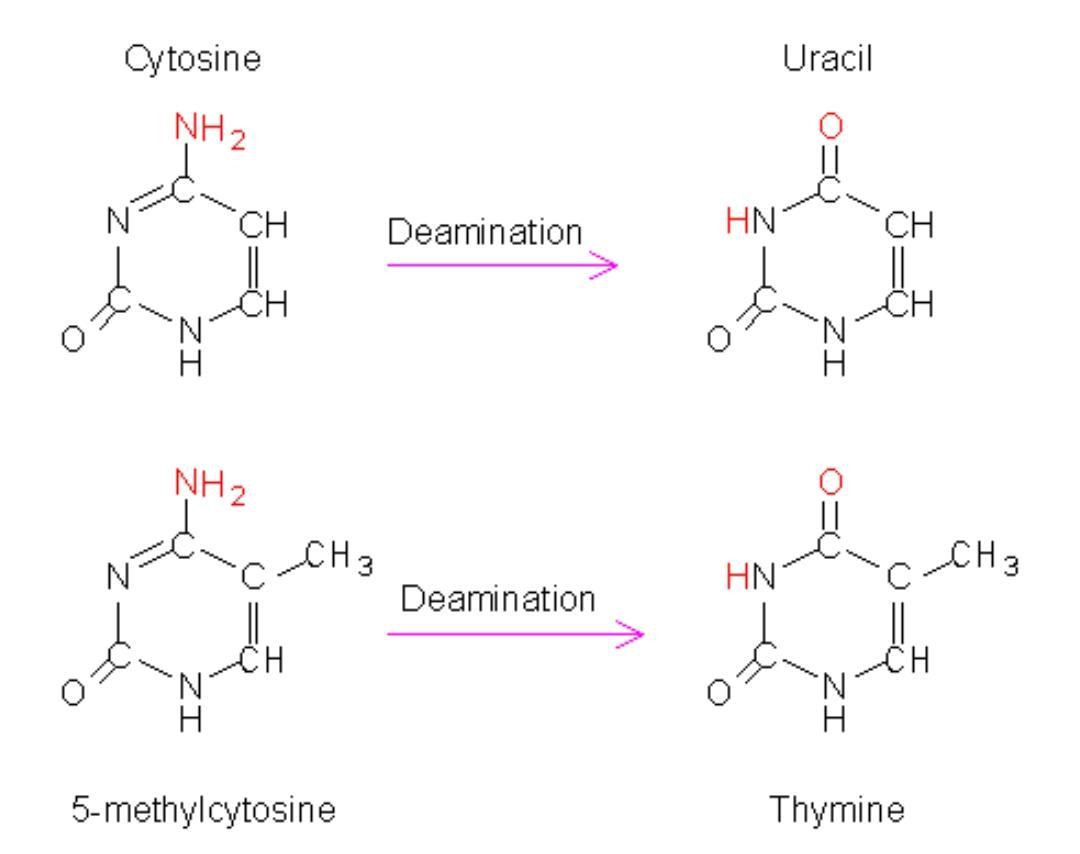 Cytosine
Uracil
NH2
O
N
C
CH
HN
C
CH
Deamination
C
CH
C
CH
O
N
H
O
N
H
NH2
O
C
CH3
C
CH3
N
C
HN
C
Deamination
C
CH
C
CH
O
N
H
O
N
H
5-methylcytosine
Thymine